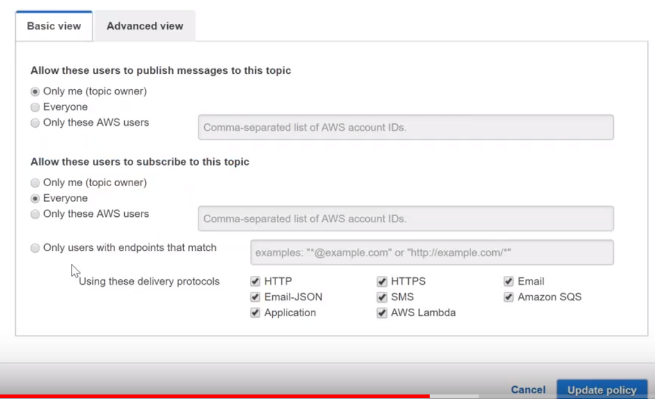 Basic view Advanced view
Allow these users to publish messages to this topic
Only me (topic owner)
Everyone
Only these AWS users Comma-separated list of AWS account IDs.
Allow these users to subscribe to this topic
Only me (topic owner)
Everyone
Only these AWS users Comma-separated list of AWS account IDs.
Only users with endpoints that match examples: "*@example.com" or "http://example.com/*"
Using these delivery protocols HTTP HTTPS Email
Email-JSON SMS Amazon SQS
Application AWS Lambda
Cancel Update policy